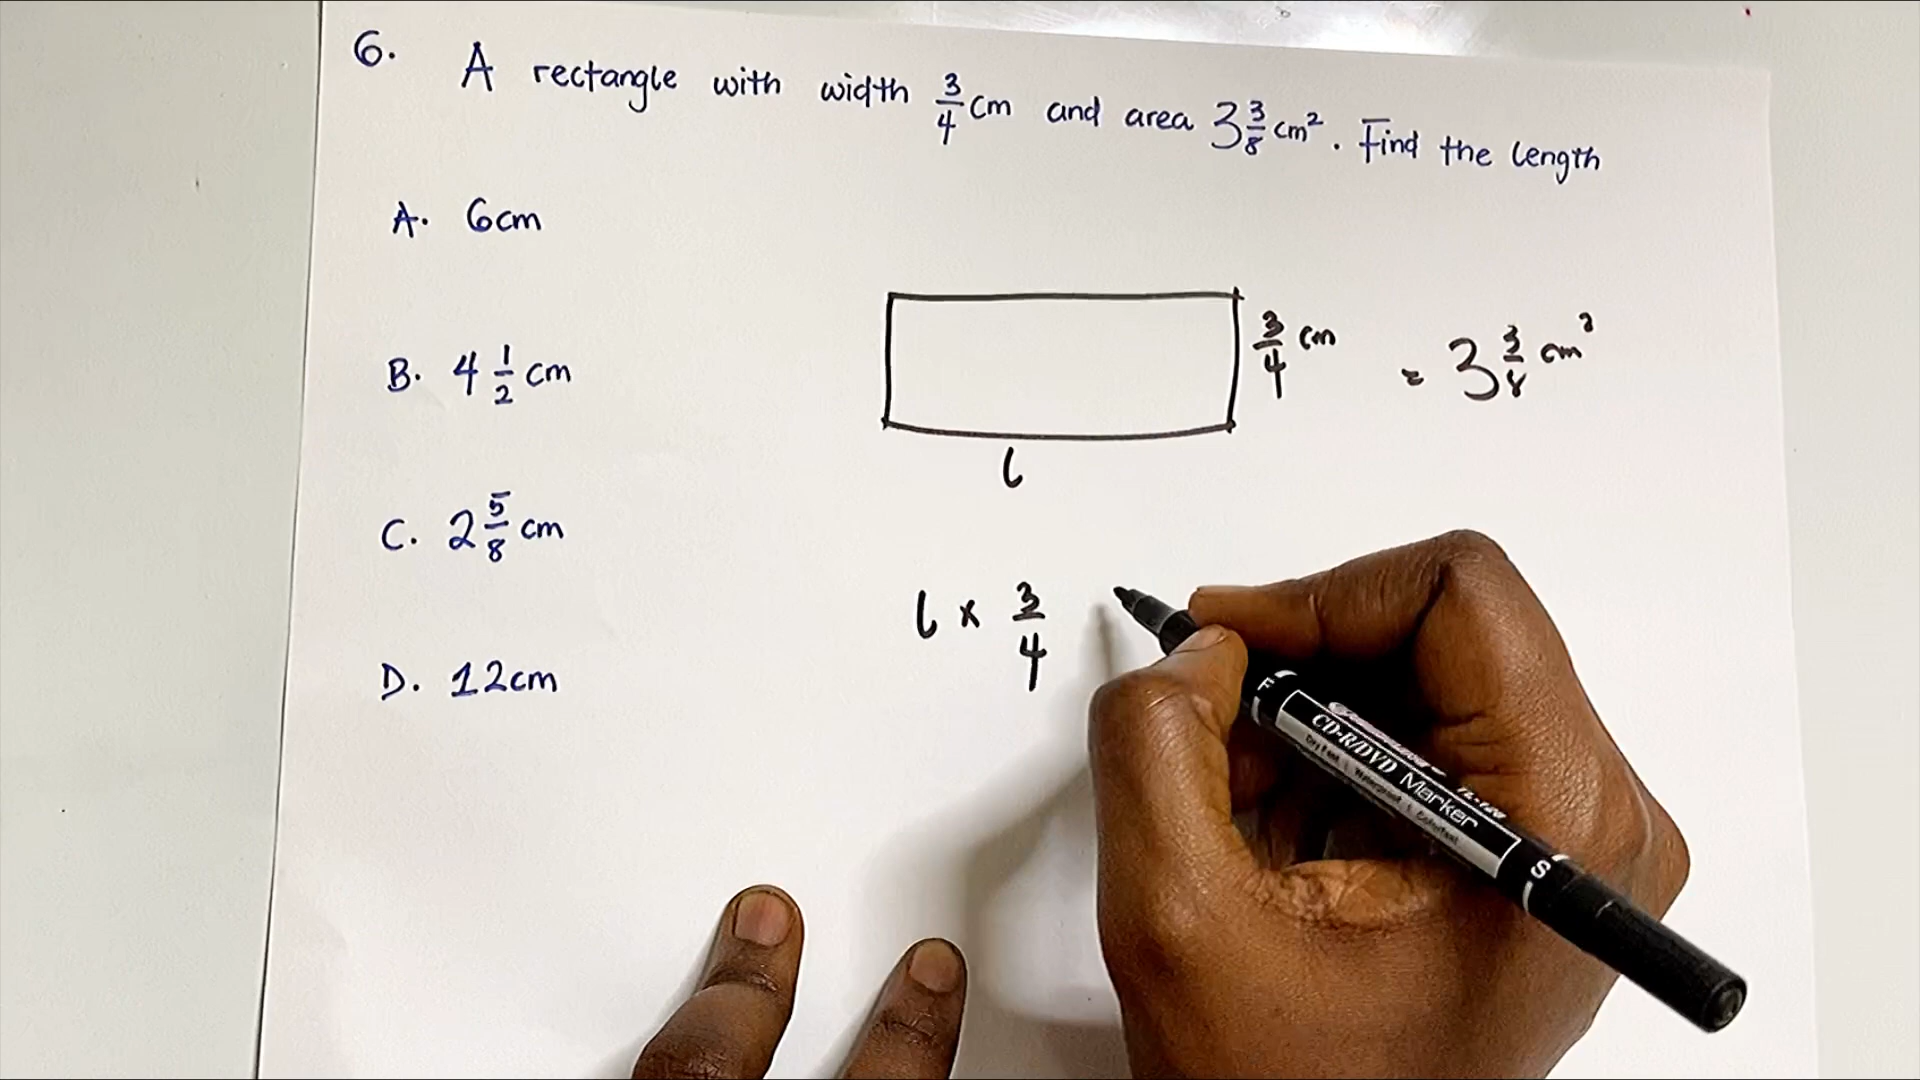 6. A rectangle with width 3/4 cm and area 3 3/8 cm². Find the length
A. 6cm
B. 4 1/2 cm
C. 2 5/8 cm
D. 12cm
3/4 cm = 3 3/8 cm²
l
l × 3/4
F
CD-R/DVD Marker
S